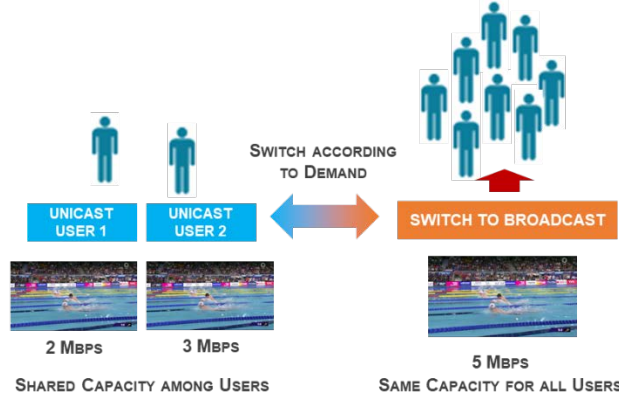 SWITCH ACCORDING
TO DEMAND
UNICAST
USER 1
UNICAST
USER 2
SWITCH TO BROADCAST
2 MBPS
3 MBPS
5 MBPS
SHARED CAPACITY AMONG USERS
SAME CAPACITY FOR ALL USERS